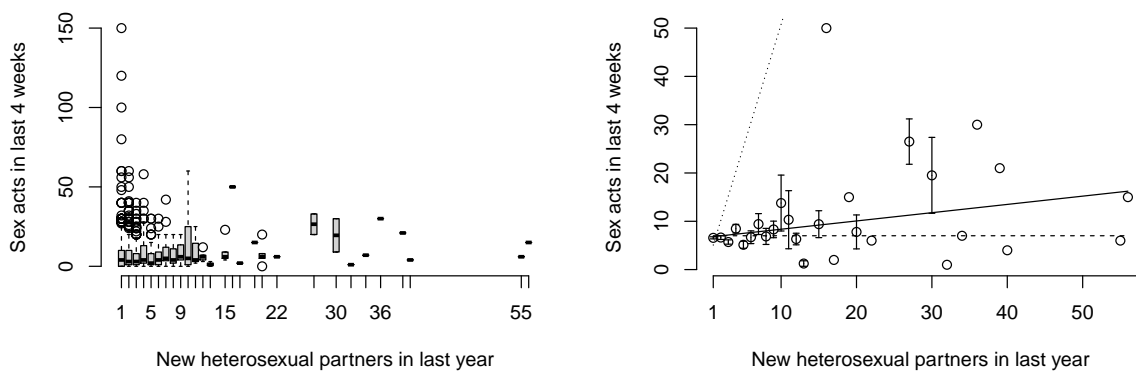 Sex acts in last 4 weeks
150
100
50
0
1 5 9 15 22 30 36 55
New heterosexual partners in last year
Sex acts in last 4 weeks
50
40
30
20
10
0
1 10 20 30 40 50
New heterosexual partners in last year